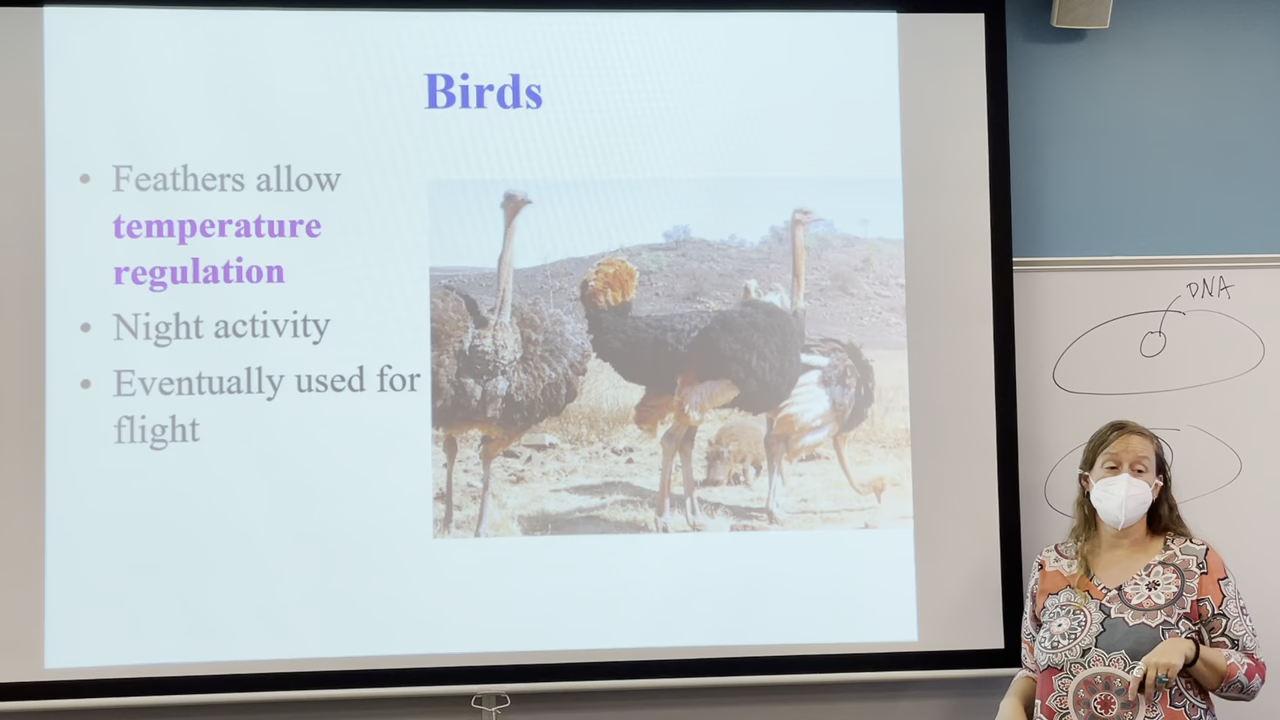 Birds
• Feathers allow
temperature
regulation
• Night activity
• Eventually used for
flight
DNA